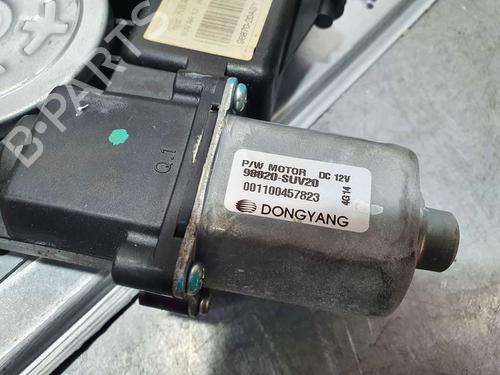 B-PARTS
Q.1
P/W MOTOR DC 12V
98820-SUV20
001100457823
4G14
DONGYANG